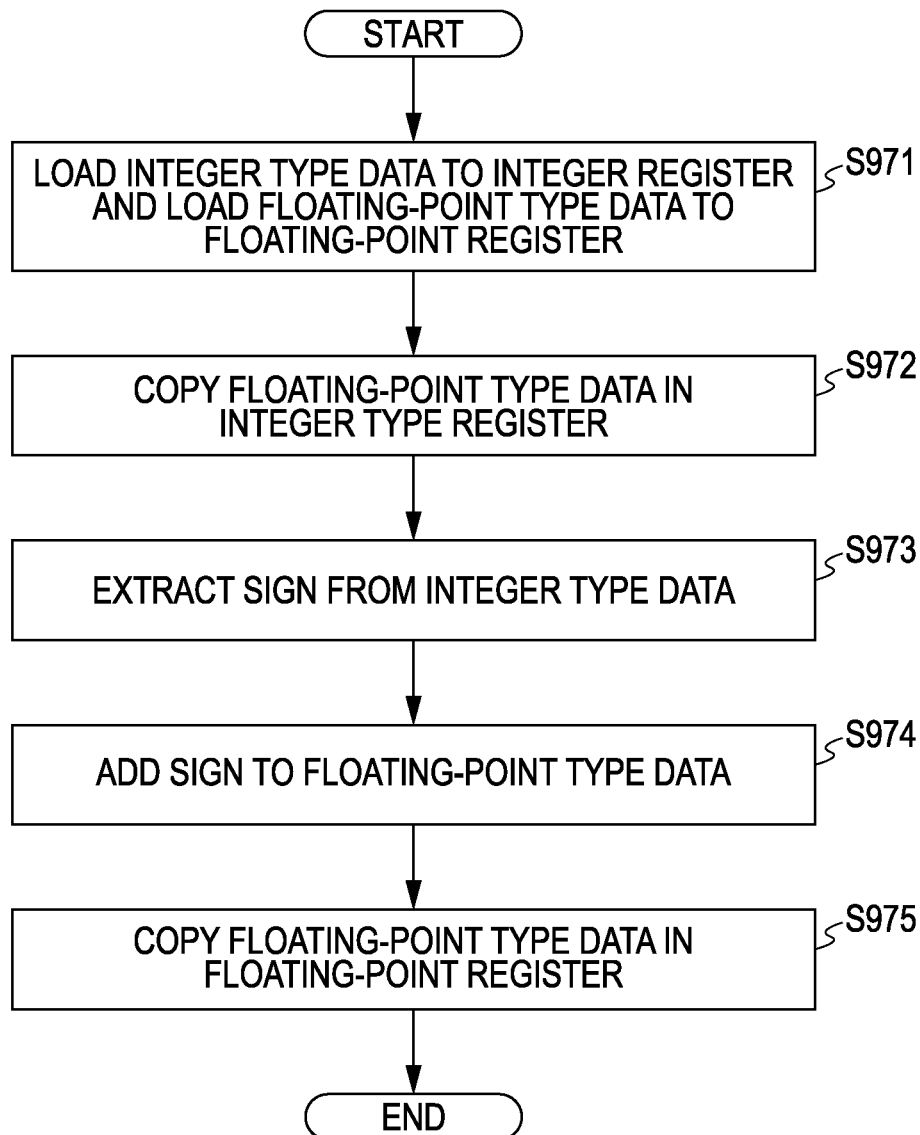 START
LOAD INTEGER TYPE DATA TO INTEGER REGISTER
AND LOAD FLOATING-POINT TYPE DATA TO
FLOATING-POINT REGISTER
S971
COPY FLOATING-POINT TYPE DATA IN
INTEGER TYPE REGISTER
S972
EXTRACT SIGN FROM INTEGER TYPE DATA
S973
ADD SIGN TO FLOATING-POINT TYPE DATA
S974
COPY FLOATING-POINT TYPE DATA IN
FLOATING-POINT REGISTER
S975
END